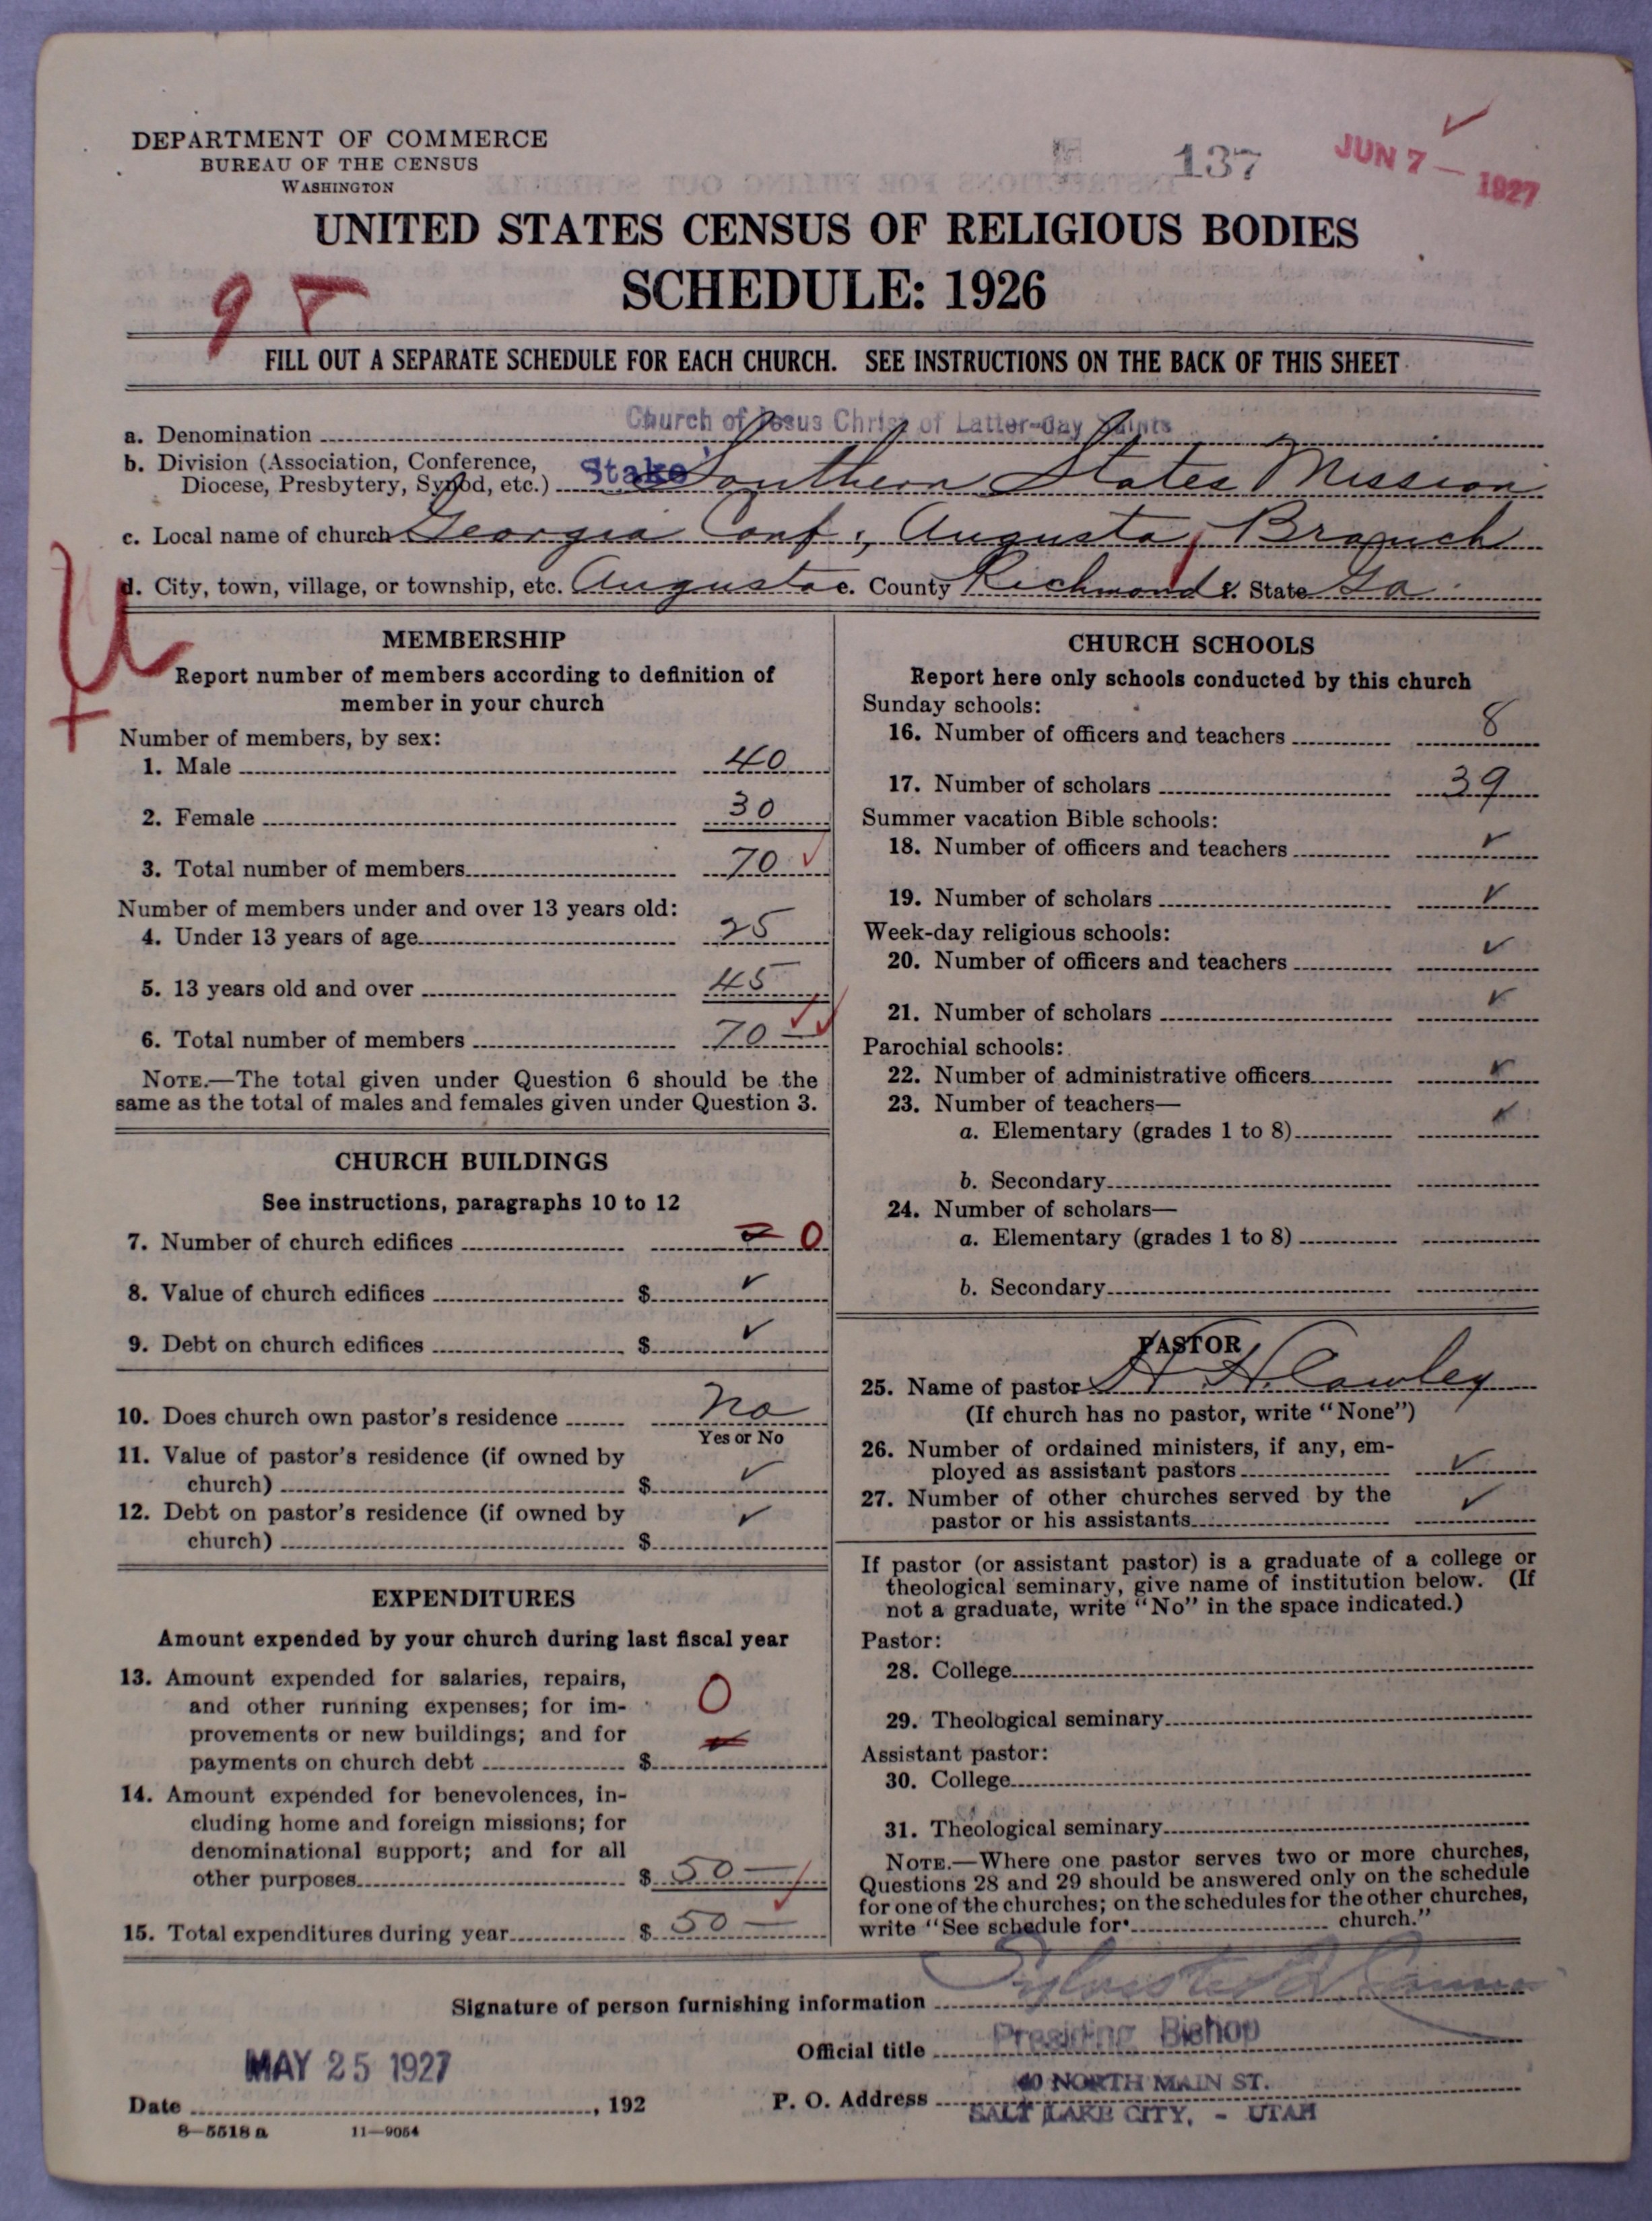 DEPARTMENT OF COMMERCE
BUREAU OF THE CENSUS
WASHINGTON
137
JUN 7 — 1927
UNITED STATES CENSUS OF RELIGIOUS BODIES
SCHEDULE: 1926
FILL OUT A SEPARATE SCHEDULE FOR EACH CHURCH. SEE INSTRUCTIONS ON THE BACK OF THIS SHEET
a. Denomination Church of Jesus Christ of Latter-day Saints
b. Division (Association, Conference,
Diocese, Presbytery, Synod, etc.) Stake Southern States Mission
c. Local name of church Georgia Conf., Augusta Branch
d. City, town, village, or township, etc. Augusta e. County Richmond f. State Ga
MEMBERSHIP
Report number of members according to definition of
member in your church
Number of members, by sex:
1. Male 40
2. Female 30
3. Total number of members 70 ✓
Number of members under and over 13 years old:
4. Under 13 years of age 25
5. 13 years old and over 45
6. Total number of members 70 — ✓✓
NOTE.—The total given under Question 6 should be the
same as the total of males and females given under Question 3.
CHURCH BUILDINGS
See instructions, paragraphs 10 to 12
7. Number of church edifices 0
8. Value of church edifices $ ✓
9. Debt on church edifices $ ✓
10. Does church own pastor's residence No
Yes or No
11. Value of pastor's residence (if owned by
church) $ ✓
12. Debt on pastor's residence (if owned by
church) $ ✓
EXPENDITURES
Amount expended by your church during last fiscal year
13. Amount expended for salaries, repairs,
and other running expenses; for im-
provements or new buildings; and for
payments on church debt $ 0
14. Amount expended for benevolences, in-
cluding home and foreign missions; for
denominational support; and for all
other purposes $ 50 —
15. Total expenditures during year $ 50 — ✓
CHURCH SCHOOLS
Report here only schools conducted by this church
Sunday schools:
16. Number of officers and teachers 8
17. Number of scholars 39
Summer vacation Bible schools:
18. Number of officers and teachers ✓
19. Number of scholars ✓
Week-day religious schools:
20. Number of officers and teachers ✓
21. Number of scholars ✓
Parochial schools:
22. Number of administrative officers ✓
23. Number of teachers—
a. Elementary (grades 1 to 8) ✓
b. Secondary
24. Number of scholars—
a. Elementary (grades 1 to 8)
b. Secondary
PASTOR
25. Name of pastor H. H. Cawley
(If church has no pastor, write "None")
26. Number of ordained ministers, if any, em-
ployed as assistant pastors ✓
27. Number of other churches served by the
pastor or his assistants ✓
If pastor (or assistant pastor) is a graduate of a college or
theological seminary, give name of institution below. (If
not a graduate, write "No" in the space indicated.)
Pastor:
28. College
29. Theological seminary
Assistant pastor:
30. College
31. Theological seminary
NOTE.—Where one pastor serves two or more churches,
Questions 28 and 29 should be answered only on the schedule
for one of the churches; on the schedules for the other churches,
write "See schedule for church."
Signature of person furnishing information Sylvester Q. Cannon
Official title Presiding Bishop
MAY 25 1927
Date , 192
P. O. Address 40 NORTH MAIN ST.
SALT LAKE CITY, - UTAH
8—5518 a 11—9054